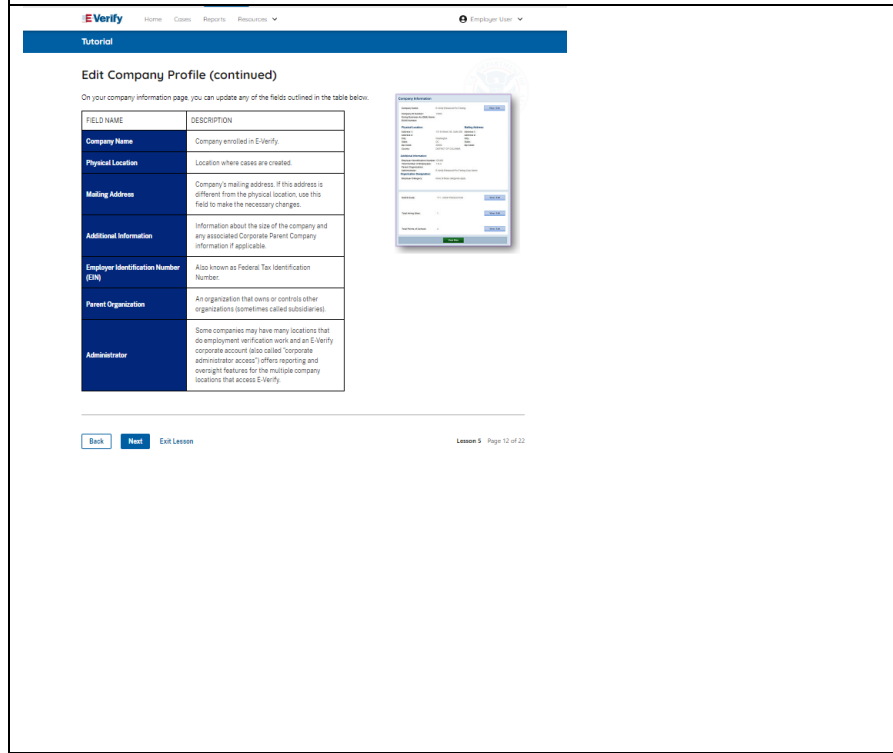 E-Verify Home Cases Reports Resources Employer User
Tutorial
Edit Company Profile (continued)
On your company information page, you can update any of the fields outlined in the table below.
FIELD NAME DESCRIPTION
Company Name Company enrolled in E-Verify.
Physical Location Location where cases are created.
Mailing Address
Company's mailing address. If this address is
different from the physical location, use this
field to make the necessary changes.
Additional Information
Information about the size of the company and
any associated Corporate Parent Company
information if applicable.
Employer Identification Number
(EIN)
Also known as Federal Tax Identification
Number.
Parent Organization
An organization that owns or controls other
organizations (sometimes called subsidiaries).
Administrator
Some companies may have many locations that
do employment verification work and an E-Verify
corporate account (also called "corporate
administrator access") offers reporting and
oversight features for the multiple company
locations that access E-Verify.
Company Information
Physical Location Mailing Address
Back Next Exit Lesson Lesson 5 Page 12 of 22